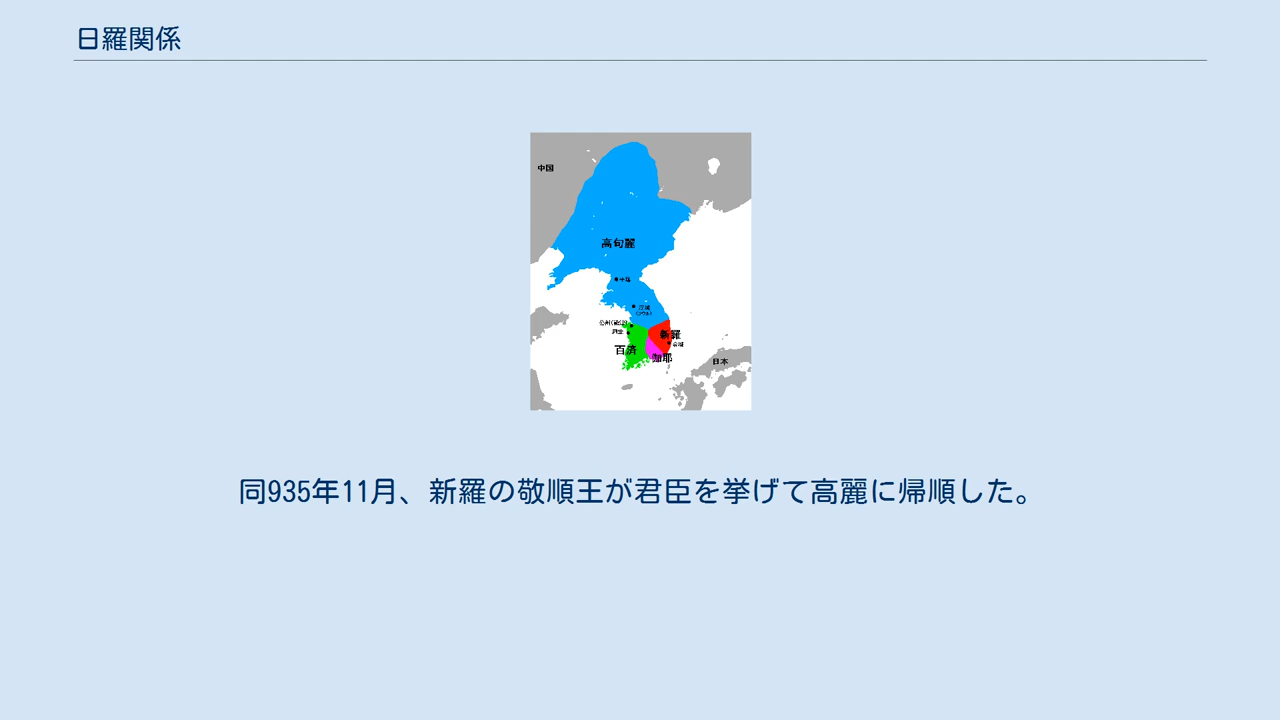 日羅関係
中国
高句麗
新羅
百済
伽耶
日本
同935年11月、新羅の敬順王が君臣を挙げて高麗に帰順した。